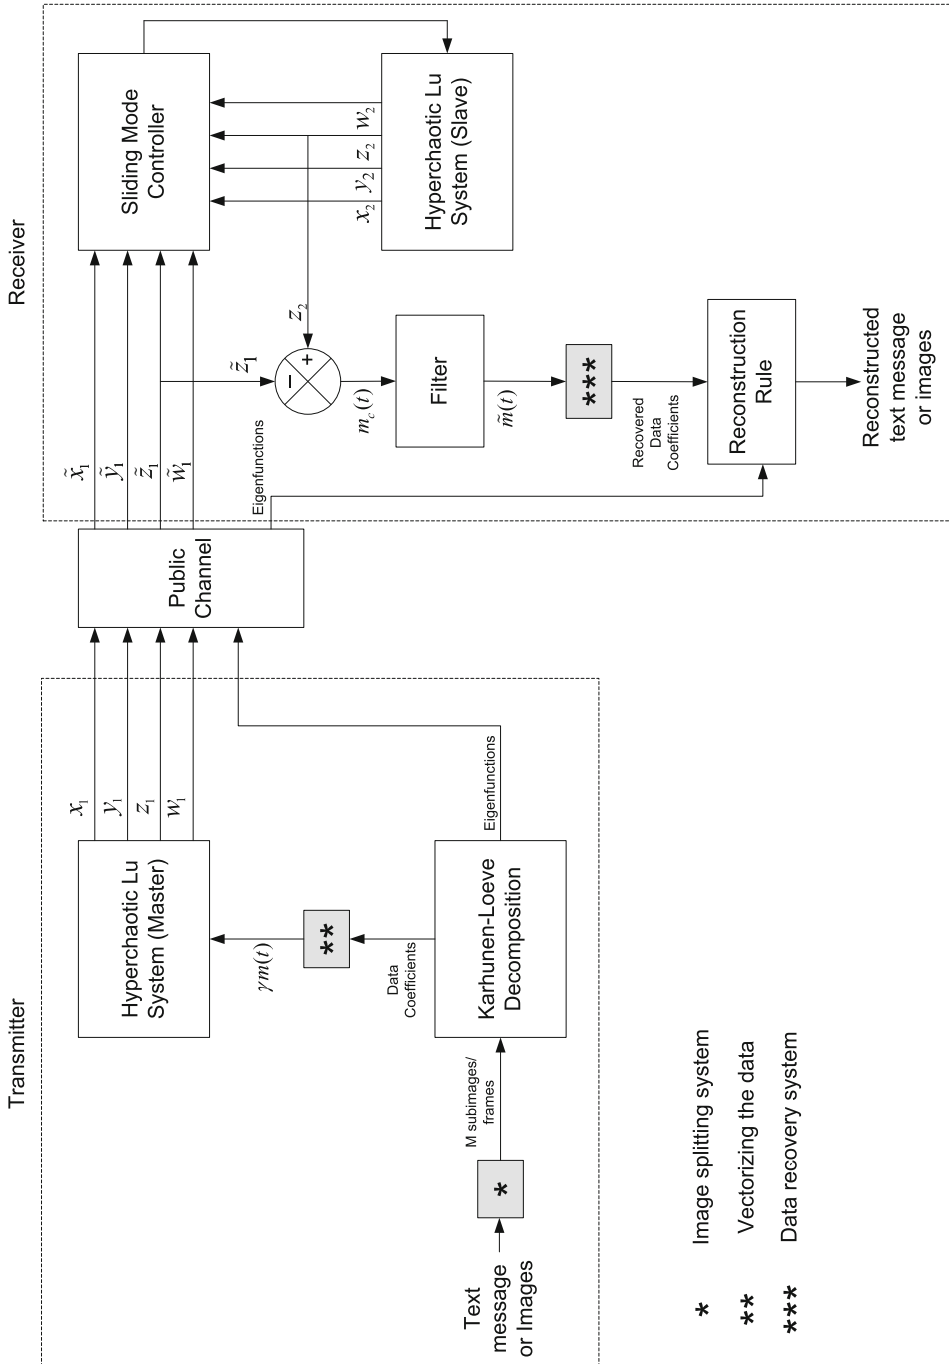 Transmitter
Receiver
Text
message
or Images
*
M subimages/
frames
Karhunen-Loeve
Decomposition
Data
Coefficients
**
γm(t)
Hyperchaotic Lu
System (Master)
x₁
y₁
z₁
w₁
Eigenfunctions
Public
Channel
x̃₁
ỹ₁
z̃₁
w̃₁
Eigenfunctions
z̃₁
−
+
z₂
m_c(t)
Filter
m̃(t)
***
Recovered
Data
Coefficients
Reconstruction
Rule
Reconstructed
text message
or images
Sliding Mode
Controller
x₂
y₂
z₂
w₂
Hyperchaotic Lu
System (Slave)
* Image splitting system
** Vectorizing the data
*** Data recovery system